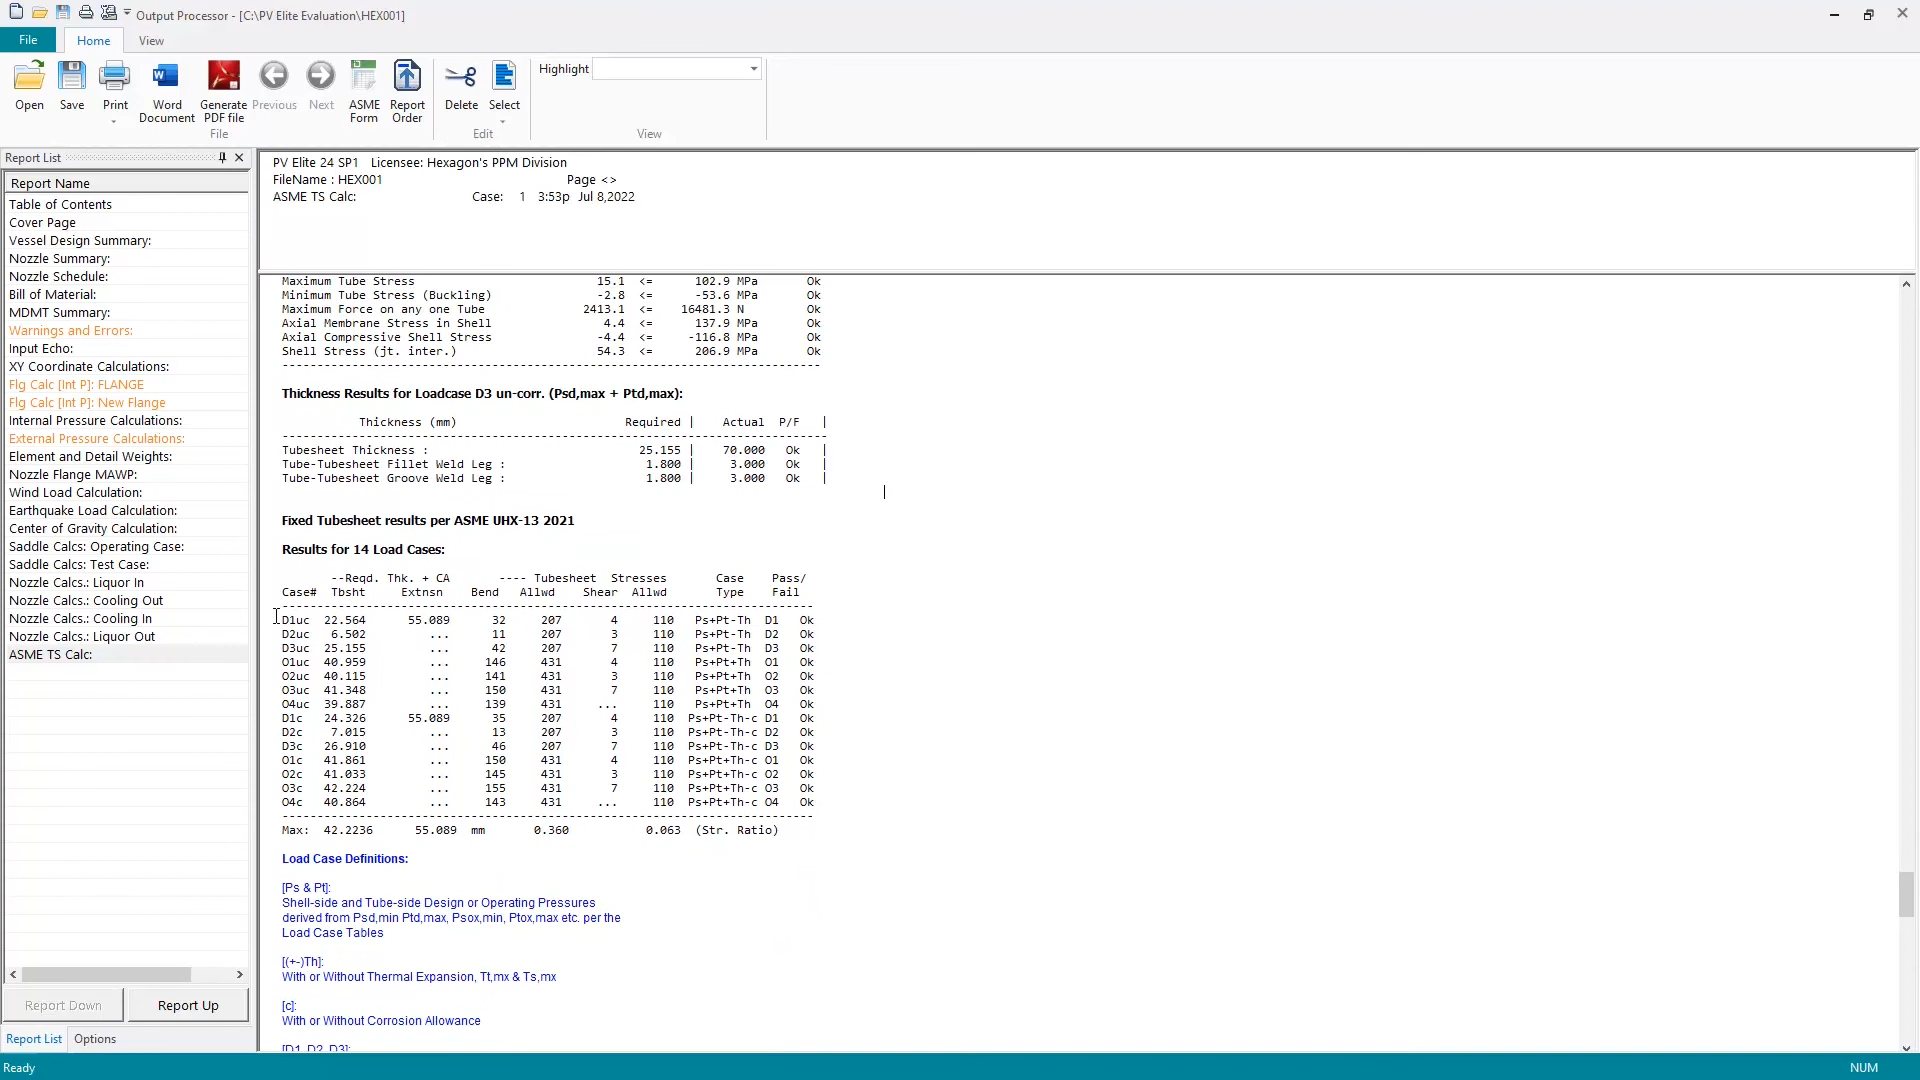 Output Processor - [C:\PV Elite Evaluation\HEX001]
File Home View
Open Save Print Word Document Generate PDF file Previous Next ASME Form Report Order Delete Select Highlight
File Edit View
Report List
Report Name
Table of Contents
Cover Page
Vessel Design Summary:
Nozzle Summary:
Nozzle Schedule:
Bill of Material:
MDMT Summary:
Warnings and Errors:
Input Echo:
XY Coordinate Calculations:
Flg Calc [Int P]: FLANGE
Flg Calc [Int P]: New Flange
Internal Pressure Calculations:
External Pressure Calculations:
Element and Detail Weights:
Nozzle Flange MAWP:
Wind Load Calculation:
Earthquake Load Calculation:
Center of Gravity Calculation:
Saddle Calcs: Operating Case:
Saddle Calcs: Test Case:
Nozzle Calcs.: Liquor In
Nozzle Calcs.: Cooling Out
Nozzle Calcs.: Cooling In
Nozzle Calcs.: Liquor Out
ASME TS Calc:
Report Down Report Up
Report List Options
PV Elite 24 SP1 Licensee: Hexagon's PPM Division
FileName : HEX001 Page <>
ASME TS Calc: Case: 1 3:53p Jul 8,2022
Maximum Tube Stress 15.1 <= 102.9 MPa Ok
Minimum Tube Stress (Buckling) -2.8 <= -53.6 MPa Ok
Maximum Force on any one Tube 2413.1 <= 16481.3 N Ok
Axial Membrane Stress in Shell 4.4 <= 137.9 MPa Ok
Axial Compressive Shell Stress -4.4 <= -116.8 MPa Ok
Shell Stress (jt. inter.) 54.3 <= 206.9 MPa Ok
Thickness Results for Loadcase D3 un-corr. (Psd,max + Ptd,max):
Thickness (mm) Required | Actual P/F |
Tubesheet Thickness : 25.155 | 70.000 Ok |
Tube-Tubesheet Fillet Weld Leg : 1.800 | 3.000 Ok |
Tube-Tubesheet Groove Weld Leg : 1.800 | 3.000 Ok |
Fixed Tubesheet results per ASME UHX-13 2021
Results for 14 Load Cases:
--Reqd. Thk. + CA ---- Tubesheet Stresses Case Pass/
Case# Tbsht Extnsn Bend Allwd Shear Allwd Type Fail
D1uc 22.564 55.089 32 207 4 110 Ps+Pt-Th D1 Ok
D2uc 6.502 ... 11 207 3 110 Ps+Pt-Th D2 Ok
D3uc 25.155 ... 42 207 7 110 Ps+Pt-Th D3 Ok
O1uc 40.959 ... 146 431 4 110 Ps+Pt+Th O1 Ok
O2uc 40.115 ... 141 431 3 110 Ps+Pt+Th O2 Ok
O3uc 41.348 ... 150 431 7 110 Ps+Pt+Th O3 Ok
O4uc 39.887 ... 139 431 ... 110 Ps+Pt+Th O4 Ok
D1c 24.326 55.089 35 207 4 110 Ps+Pt-Th-c D1 Ok
D2c 7.015 ... 13 207 3 110 Ps+Pt-Th-c D2 Ok
D3c 26.910 ... 46 207 7 110 Ps+Pt-Th-c D3 Ok
O1c 41.861 ... 150 431 4 110 Ps+Pt+Th-c O1 Ok
O2c 41.033 ... 145 431 3 110 Ps+Pt+Th-c O2 Ok
O3c 42.224 ... 155 431 7 110 Ps+Pt+Th-c O3 Ok
O4c 40.864 ... 143 431 ... 110 Ps+Pt+Th-c O4 Ok
Max: 42.2236 55.089 mm 0.360 0.063 (Str. Ratio)
Load Case Definitions:
[Ps & Pt]:
Shell-side and Tube-side Design or Operating Pressures
derived from Psd,min Ptd,max, Psox,min, Ptox,max etc. per the
Load Case Tables
[(+-)Th]:
With or Without Thermal Expansion, Tt,mx & Ts,mx
[c]:
With or Without Corrosion Allowance
[D1, D2, D3]:
Ready NUM